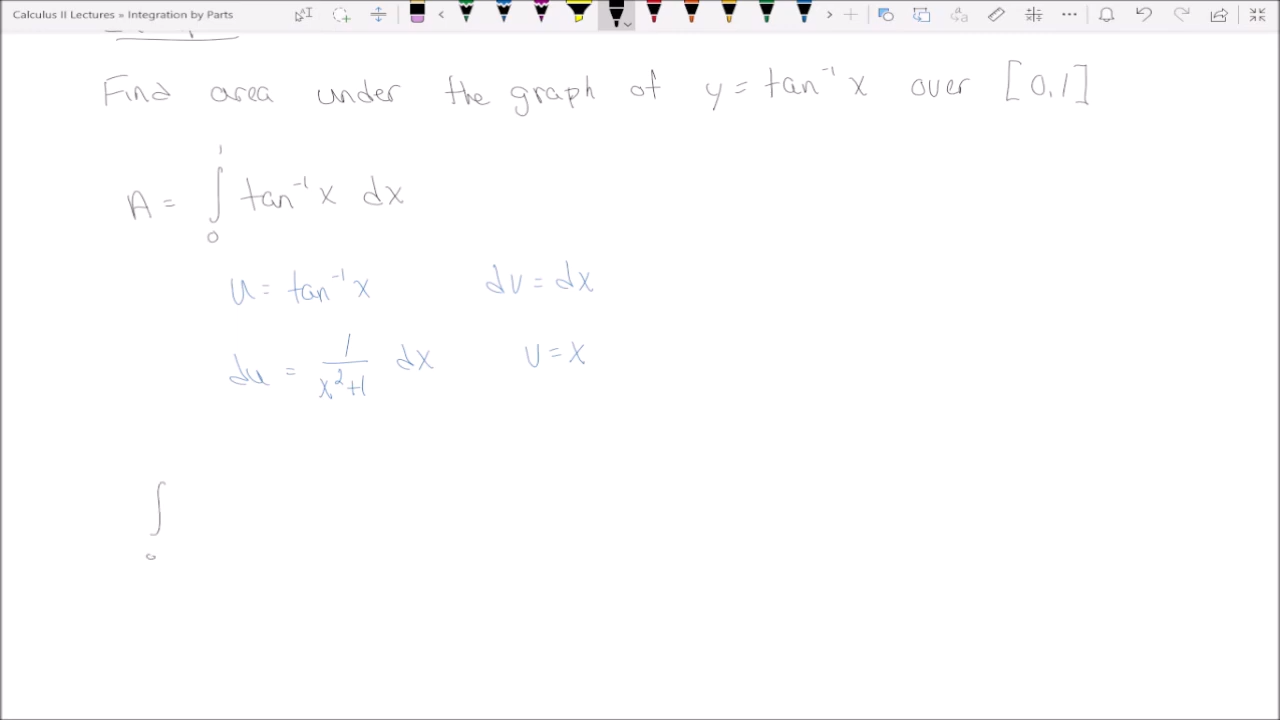 Calculus II Lectures » Integration by Parts
Find area under the graph of y = tan⁻¹ x over [0,1]
A = ∫₀¹ tan⁻¹ x dx
u = tan⁻¹ x dv = dx
du = 1/(x²+1) dx v = x
∫₀